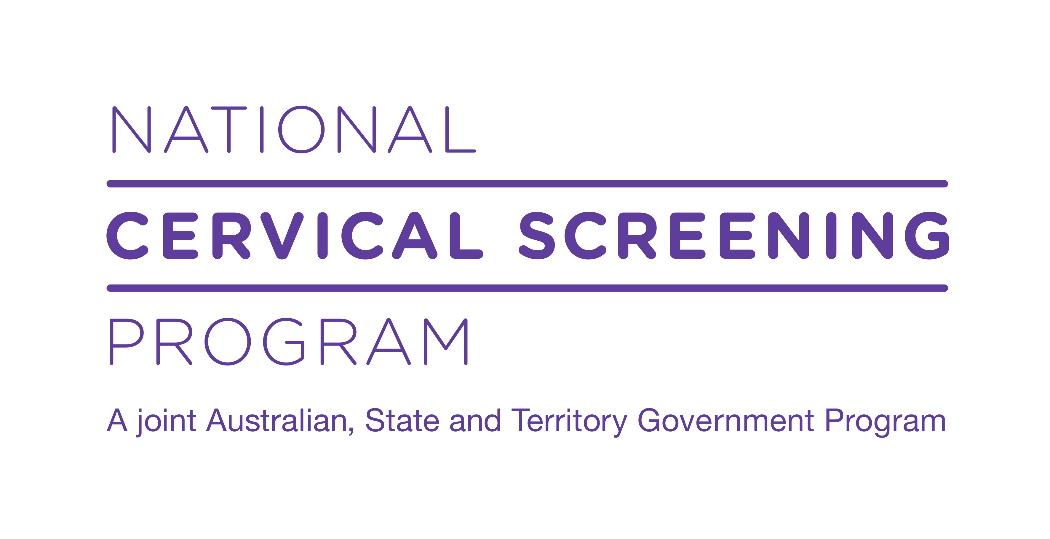 NATIONAL
CERVICAL SCREENING
PROGRAM
A joint Australian, State and Territory Government Program